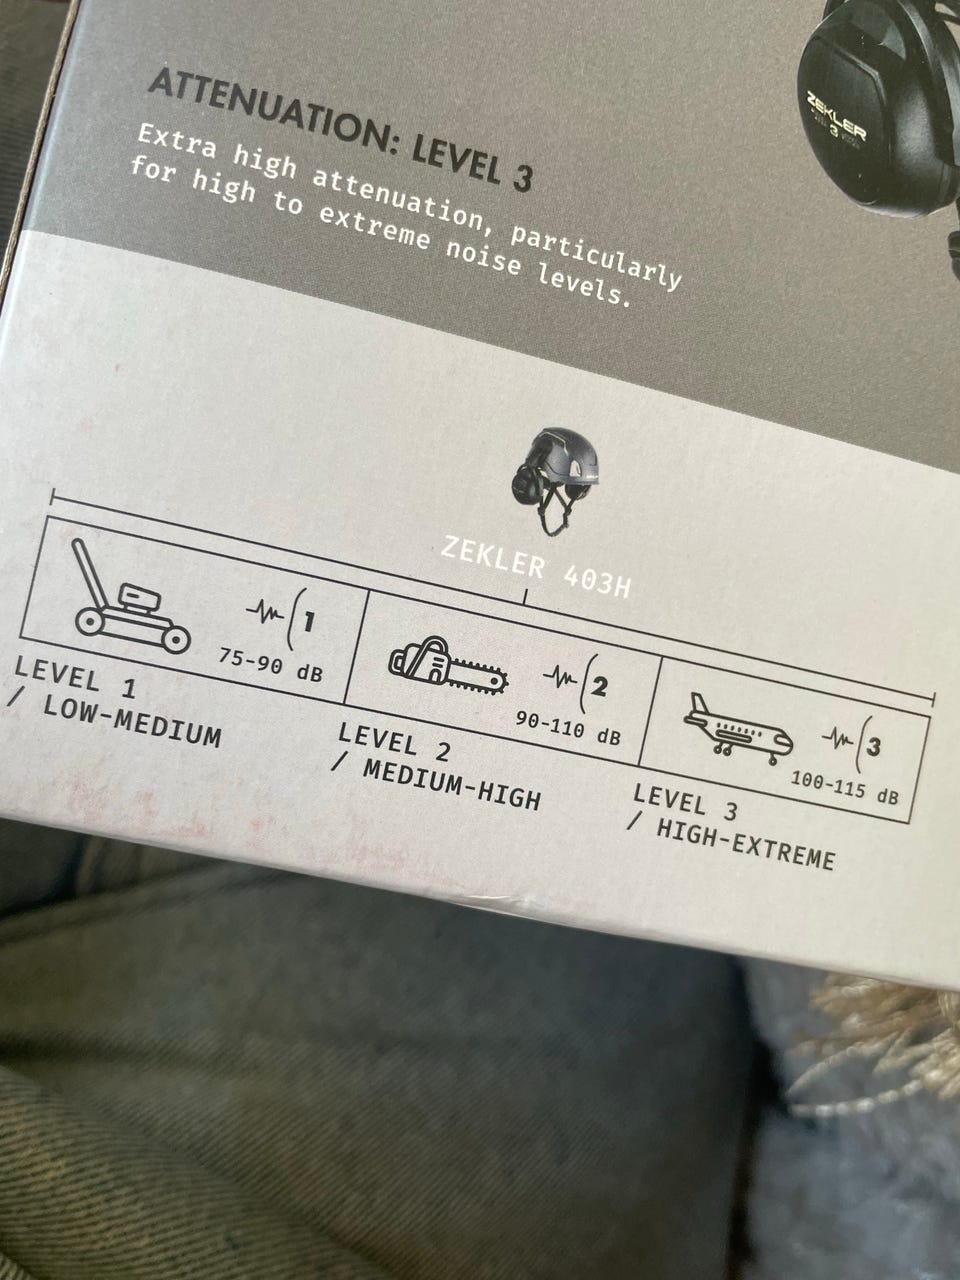 ATTENUATION: LEVEL 3
Extra high attenuation, particularly
for high to extreme noise levels.
ZEKLER
3
ZEKLER 403H
1
75-90 dB
2
90-110 dB
3
100-115 dB
LEVEL 1
/ LOW-MEDIUM
LEVEL 2
/ MEDIUM-HIGH
LEVEL 3
/ HIGH-EXTREME